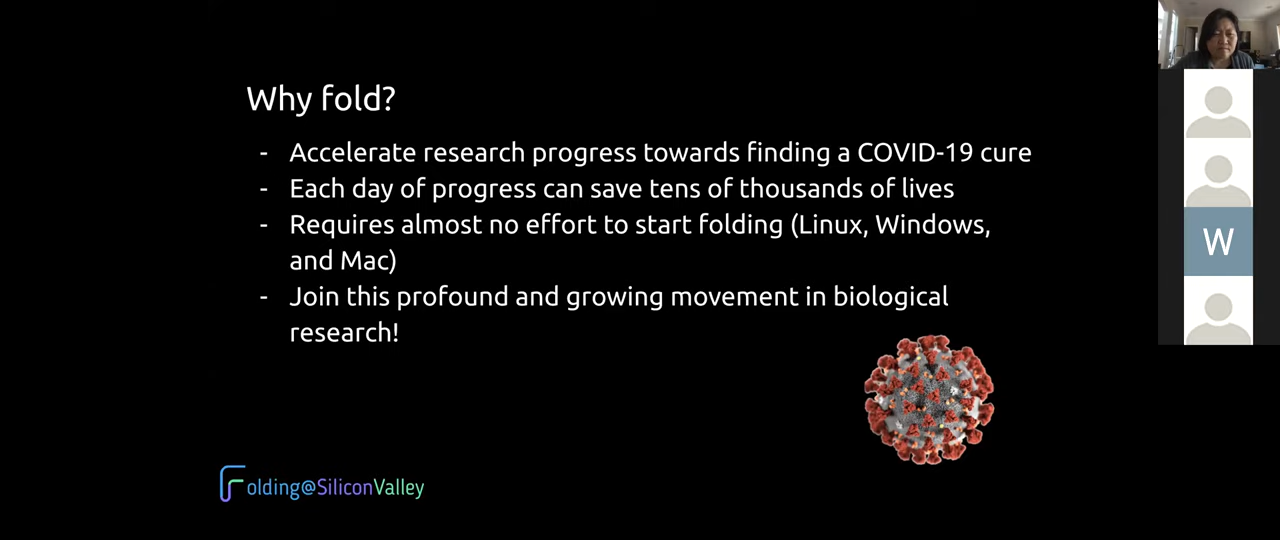 Why fold?
- Accelerate research progress towards finding a COVID-19 cure
- Each day of progress can save tens of thousands of lives
- Requires almost no effort to start folding (Linux, Windows,
and Mac)
- Join this profound and growing movement in biological
research!
Folding@SiliconValley
W